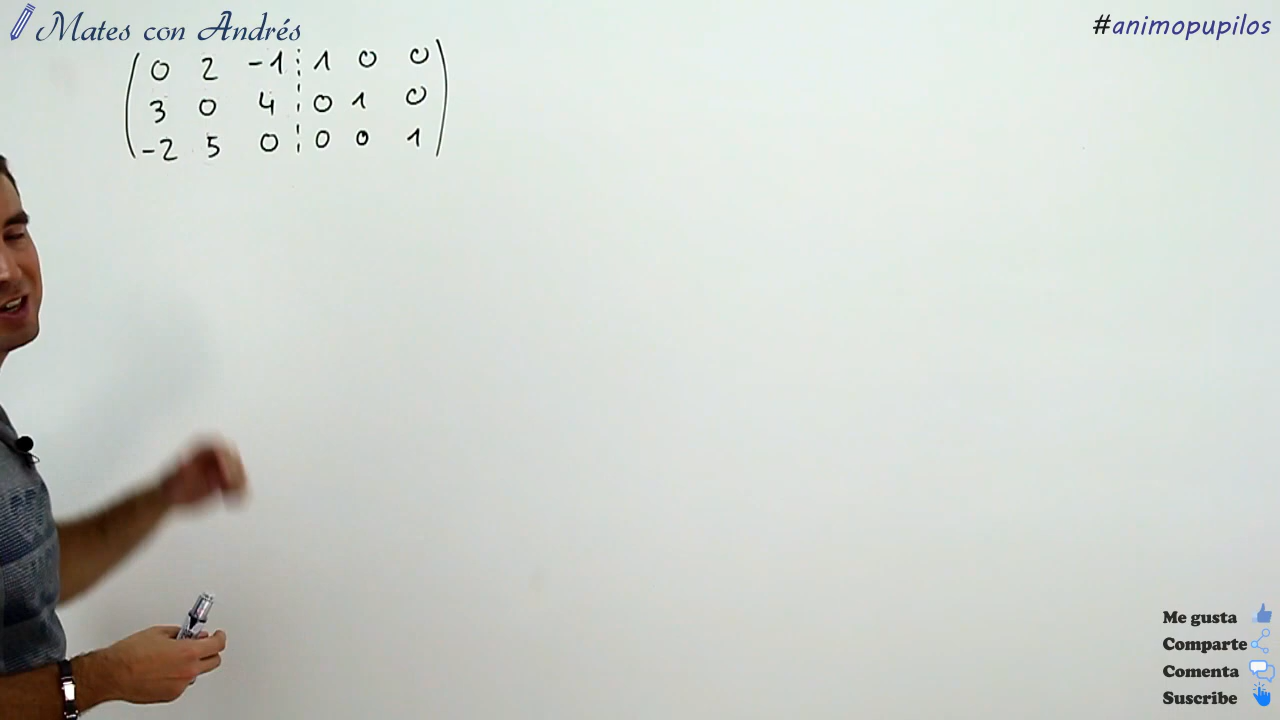 Mates con Andrés
#animopupilos
0 2 -1 1 0 0
3 0 4 0 1 0
-2 5 0 0 0 1
Me gusta
Comparte
Comenta
Suscribe